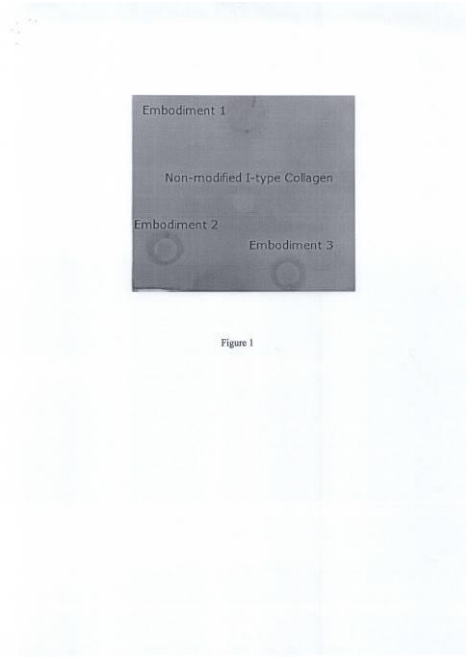 Embodiment 1
Non-modified I-type Collagen
Embodiment 2
Embodiment 3
Figure 1